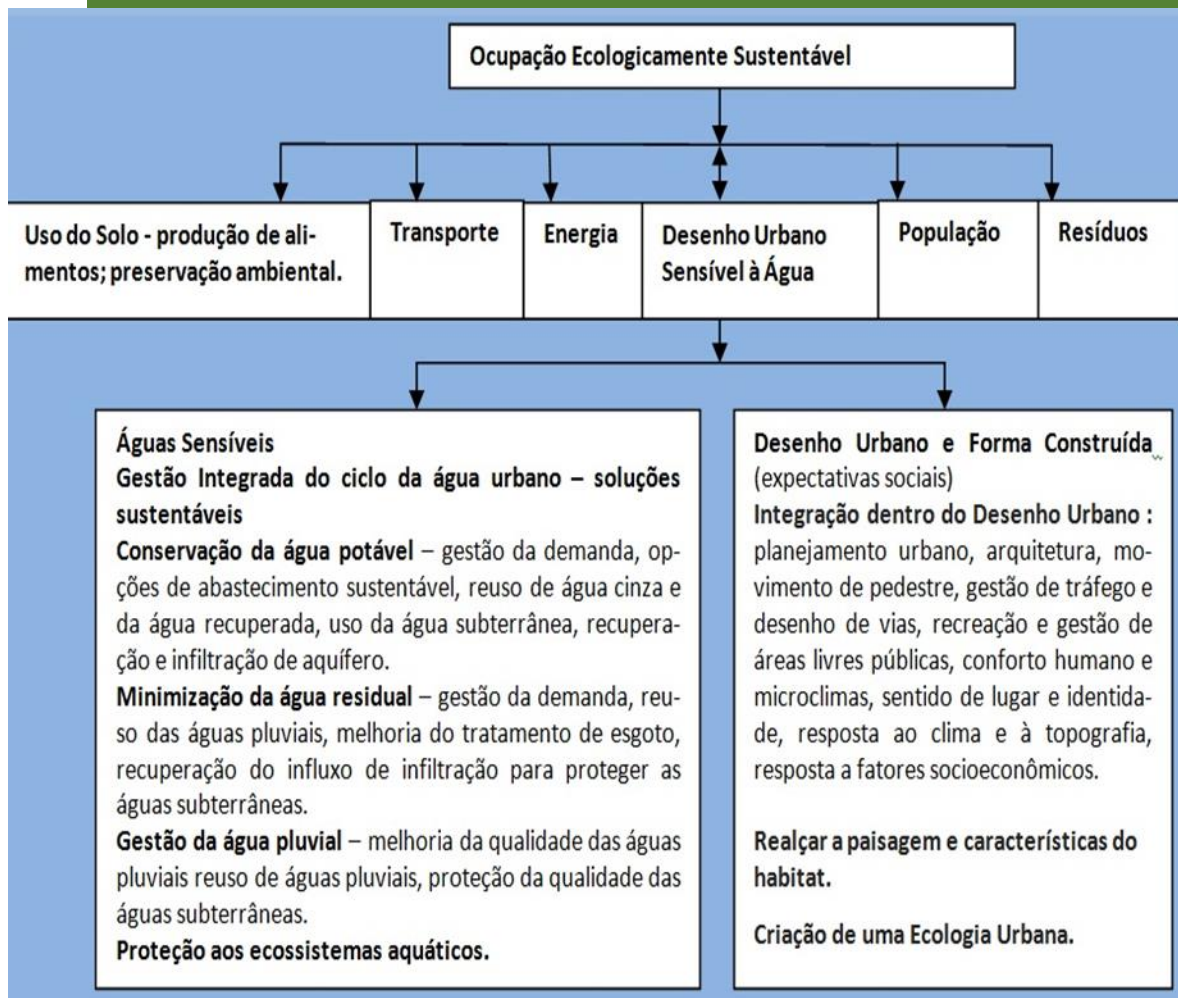 Ocupação Ecologicamente Sustentável
Uso do Solo - produção de ali-
mentos; preservação ambiental.
Transporte
Energia
Desenho Urbano
Sensível à Água
População
Resíduos
Águas Sensíveis
Gestão Integrada do ciclo da água urbano – soluções
sustentáveis
Conservação da água potável – gestão da demanda, op-
ções de abastecimento sustentável, reuso de água cinza e
da água recuperada, uso da água subterrânea, recupera-
ção e infiltração de aquífero.
Minimização da água residual – gestão da demanda, reu-
so das águas pluviais, melhoria do tratamento de esgoto,
recuperação do influxo de infiltração para proteger as
águas subterrâneas.
Gestão da água pluvial – melhoria da qualidade das águas
pluviais reuso de águas pluviais, proteção da qualidade das
águas subterrâneas.
Proteção aos ecossistemas aquáticos.
Desenho Urbano e Forma Construída
(expectativas sociais)
Integração dentro do Desenho Urbano :
planejamento urbano, arquitetura, mo-
vimento de pedestre, gestão de tráfego e
desenho de vias, recreação e gestão de
áreas livres públicas, conforto humano e
microclimas, sentido de lugar e identida-
de, resposta ao clima e à topografia,
resposta a fatores socioeconômicos.
Realçar a paisagem e características do
habitat.
Criação de uma Ecologia Urbana.